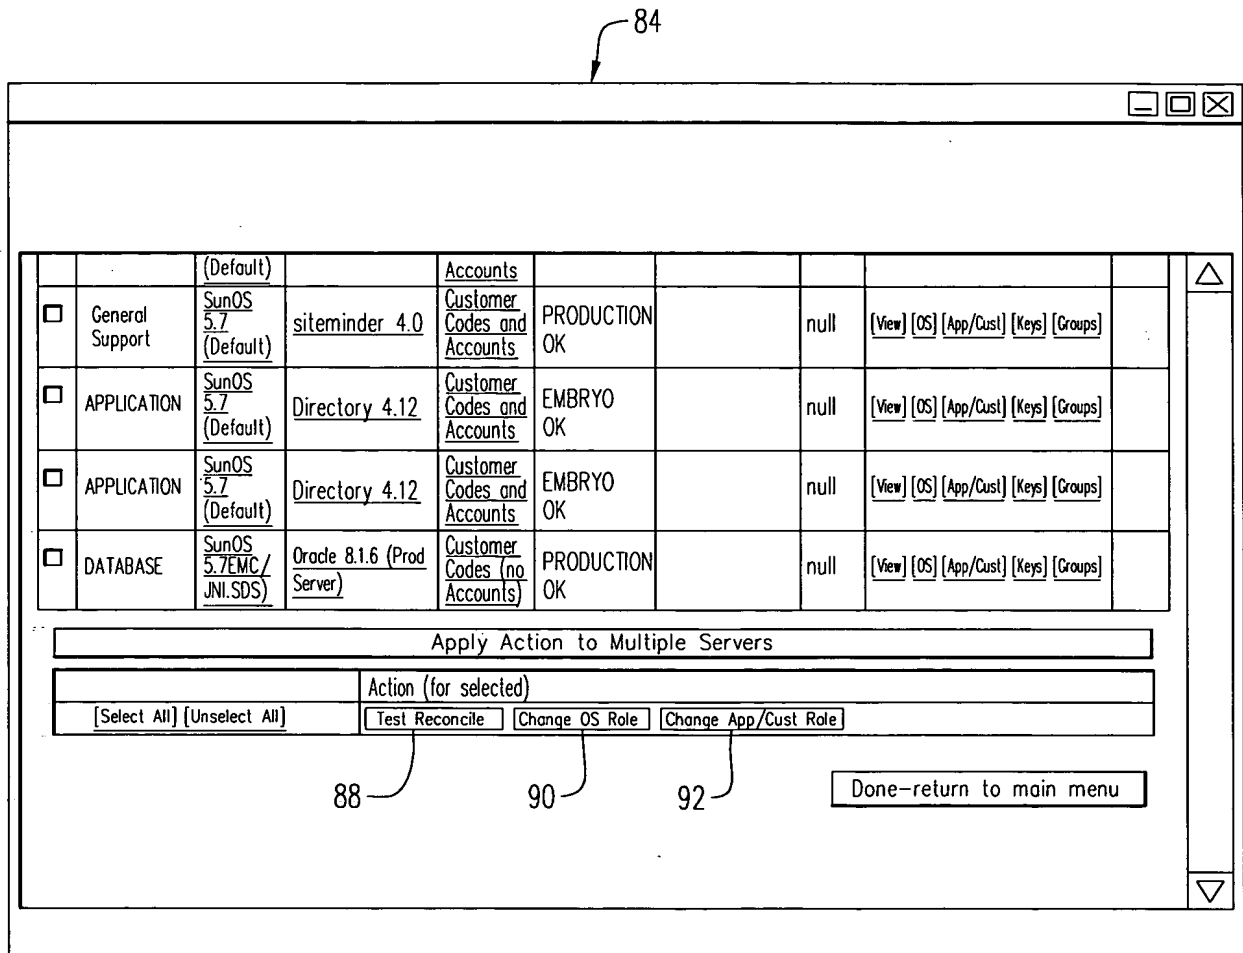 84
(Default)
Accounts
General Support
SunOS 5.7 (Default)
siteminder 4.0
Customer Codes and Accounts
PRODUCTION OK
null
[View] [OS] [App/Cust] [Keys] [Groups]
APPLICATION
SunOS 5.7 (Default)
Directory 4.12
Customer Codes and Accounts
EMBRYO OK
null
[View] [OS] [App/Cust] [Keys] [Groups]
APPLICATION
SunOS 5.7 (Default)
Directory 4.12
Customer Codes and Accounts
EMBRYO OK
null
[View] [OS] [App/Cust] [Keys] [Groups]
DATABASE
SunOS 5.7EMC/ JNI.SDS)
Oracle 8.1.6 (Prod Server)
Customer Codes (no Accounts)
PRODUCTION OK
null
[View] [OS] [App/Cust] [Keys] [Groups]
Apply Action to Multiple Servers
Action (for selected)
[Select All] [Unselect All]
Test Reconcile
Change OS Role
Change App/Cust Role
88
90
92
Done-return to main menu